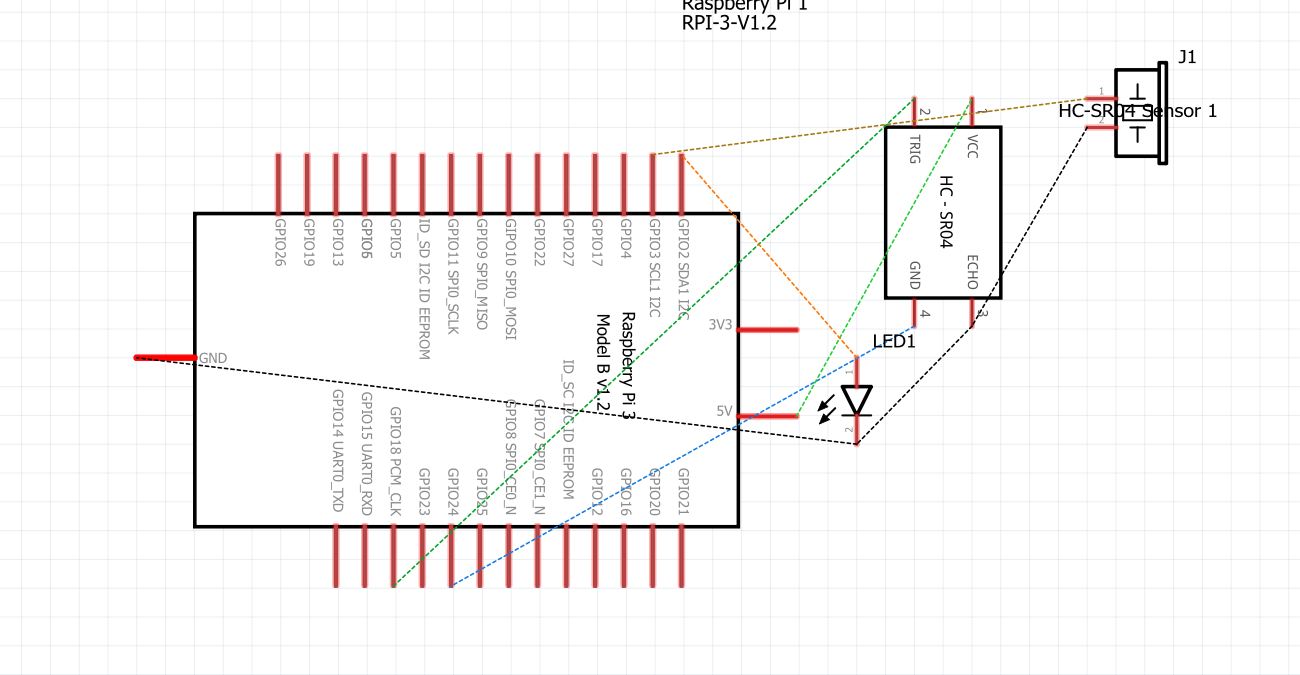 Raspberry Pi 1
RPI-3-V1.2
J1
1
HC-SR04 Sensor 1
2
2
1
TRIG
VCC
HC - SR04
GND
ECHO
4
3
GPIO26
GPIO19
GPIO13
GPIO6
GPIO5
ID_SD I2C ID EEPROM
GPIO11 SPI0_SCLK
GPIO9 SPI0_MISO
GIPO10 SPI0_MOSI
GPIO22
GPIO27
GPIO17
GPIO4
GPIO3 SCL1 I2C
GPIO2 SDA1 I2C
3V3
LED1
GND
Raspberry Pi 3
Model B v1.2
1
5V
2
GPIO14 UART0_TXD
GPIO15 UART0_RXD
GPIO18 PCM_CLK
GPIO23
GPIO24
GPIO25
GPIO8 SPI0_CE0_N
GPIO7 SPI0_CE1_N
ID_SC I2C ID EEPROM
GPIO12
GPIO16
GPIO20
GPIO21